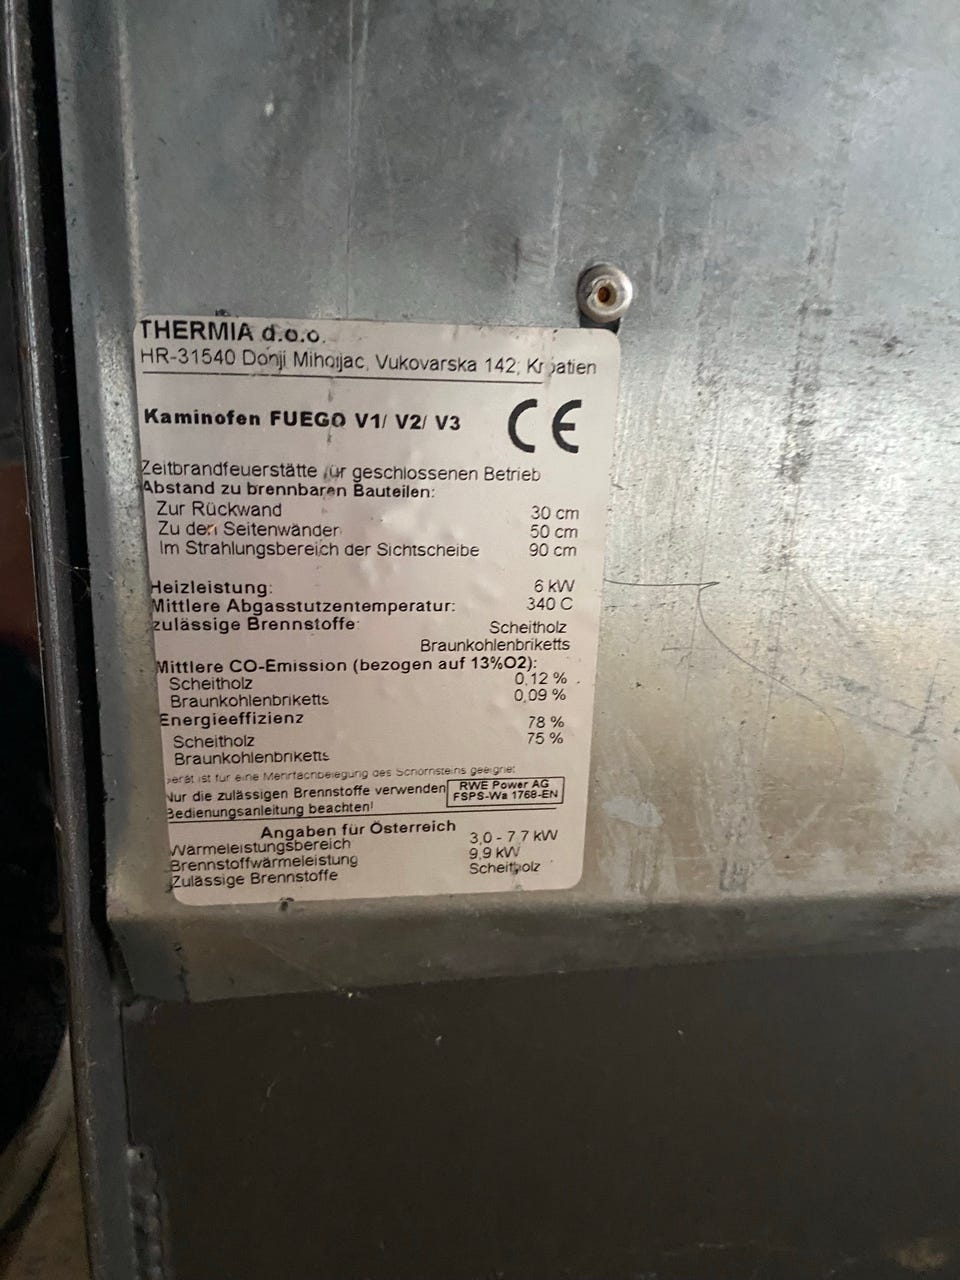 THERMIA d.o.o.
HR-31540 Donji Miholjac, Vukovarska 142, Kroatien
Kaminofen FUEGO V1/ V2/ V3
CE
Zeitbrandfeuerstätte für geschlossenen Betrieb
Abstand zu brennbaren Bauteilen:
Zur Rückwand 30 cm
Zu den Seitenwänden 50 cm
Im Strahlungsbereich der Sichtscheibe 90 cm
Heizleistung: 6 kW
Mittlere Abgasstutzentemperatur: 340 C
zulässige Brennstoffe: Scheitholz
Braunkohlenbriketts
Mittlere CO-Emission (bezogen auf 13%O2):
Scheitholz 0,12 %
Braunkohlenbriketts 0,09 %
Energieeffizienz
Scheitholz 78 %
Braunkohlenbriketts 75 %
Gerät ist für eine Mehrfachbelegung des Schornsteins geeignet
Nur die zulässigen Brennstoffe verwenden
Bedienungsanleitung beachten!
RWE Power AG
FSPS-Wa 1768-EN
Angaben für Österreich
Wärmeleistungsbereich 3,0 - 7,7 kW
Brennstoffwärmeleistung 9,9 kW
Zulässige Brennstoffe Scheitholz